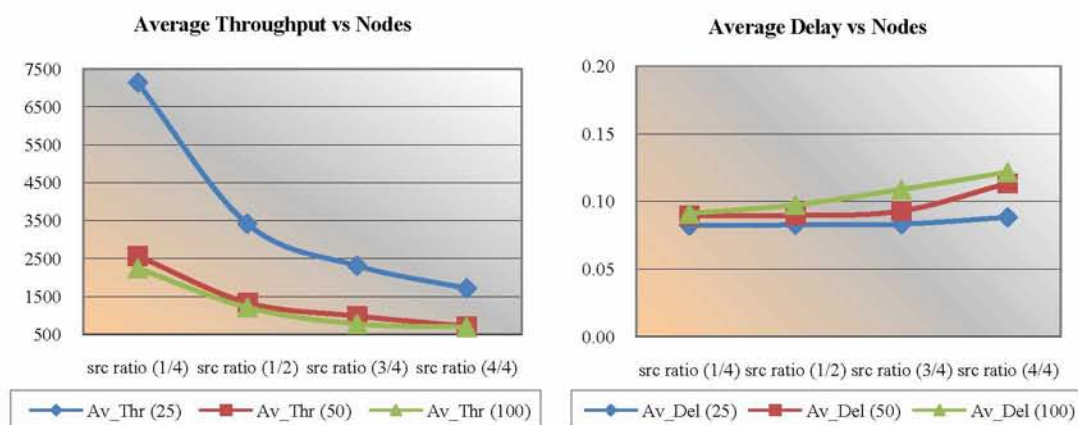 Average Throughput vs Nodes
7500
6500
5500
4500
3500
2500
1500
500
src ratio (1/4) src ratio (1/2) src ratio (3/4) src ratio (4/4)
Av_Thr (25) Av_Thr (50) Av_Thr (100)
Average Delay vs Nodes
0.20
0.15
0.10
0.05
0.00
src ratio (1/4) src ratio (1/2) src ratio (3/4) src ratio (4/4)
Av_Del (25) Av_Del (50) Av_Del (100)